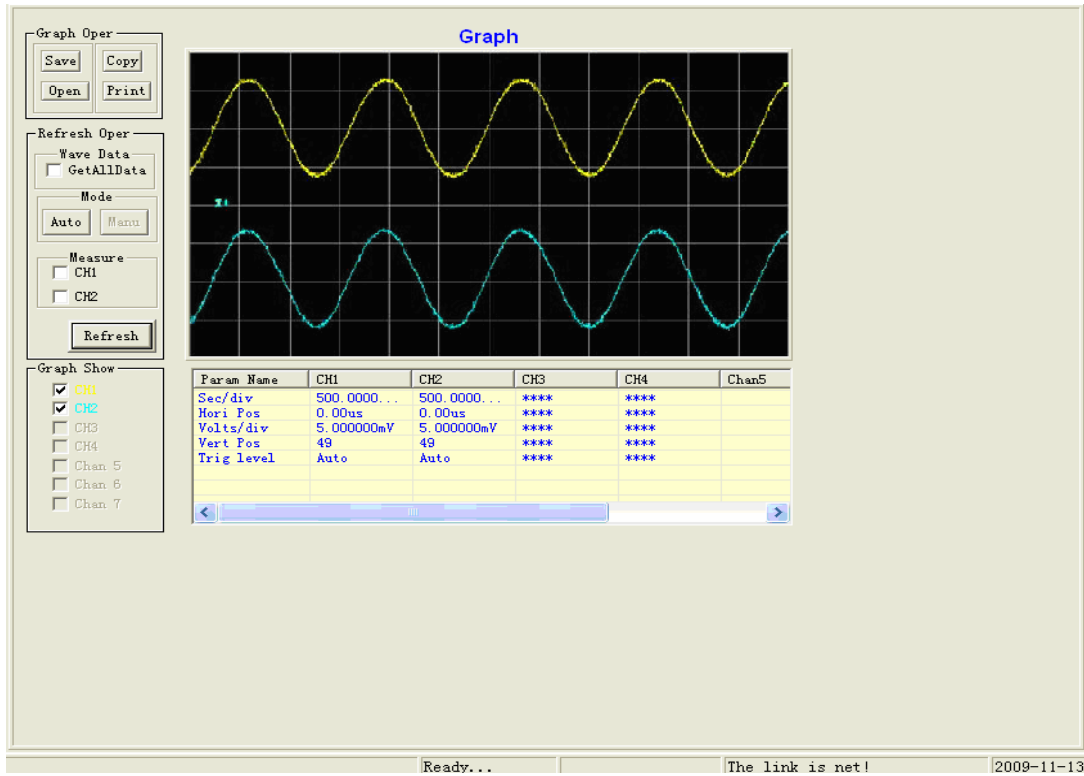 Graph Oper
Save
Copy
Open
Print
Refresh Oper
Wave Data
GetAllData
Mode
Auto
Manu
Measure
CH1
CH2
Refresh
Graph Show
CH1
CH2
CH3
CH4
Chan 5
Chan 6
Chan 7
Graph
Param Name CH1 CH2 CH3 CH4 Chan5
Sec/div 500.0000... 500.0000... **** ****
Hori Pos 0.00us 0.00us **** ****
Volts/div 5.000000mV 5.000000mV **** ****
Vert Pos 49 49 **** ****
Trig level Auto Auto **** ****
Ready... The link is net! 2009-11-13